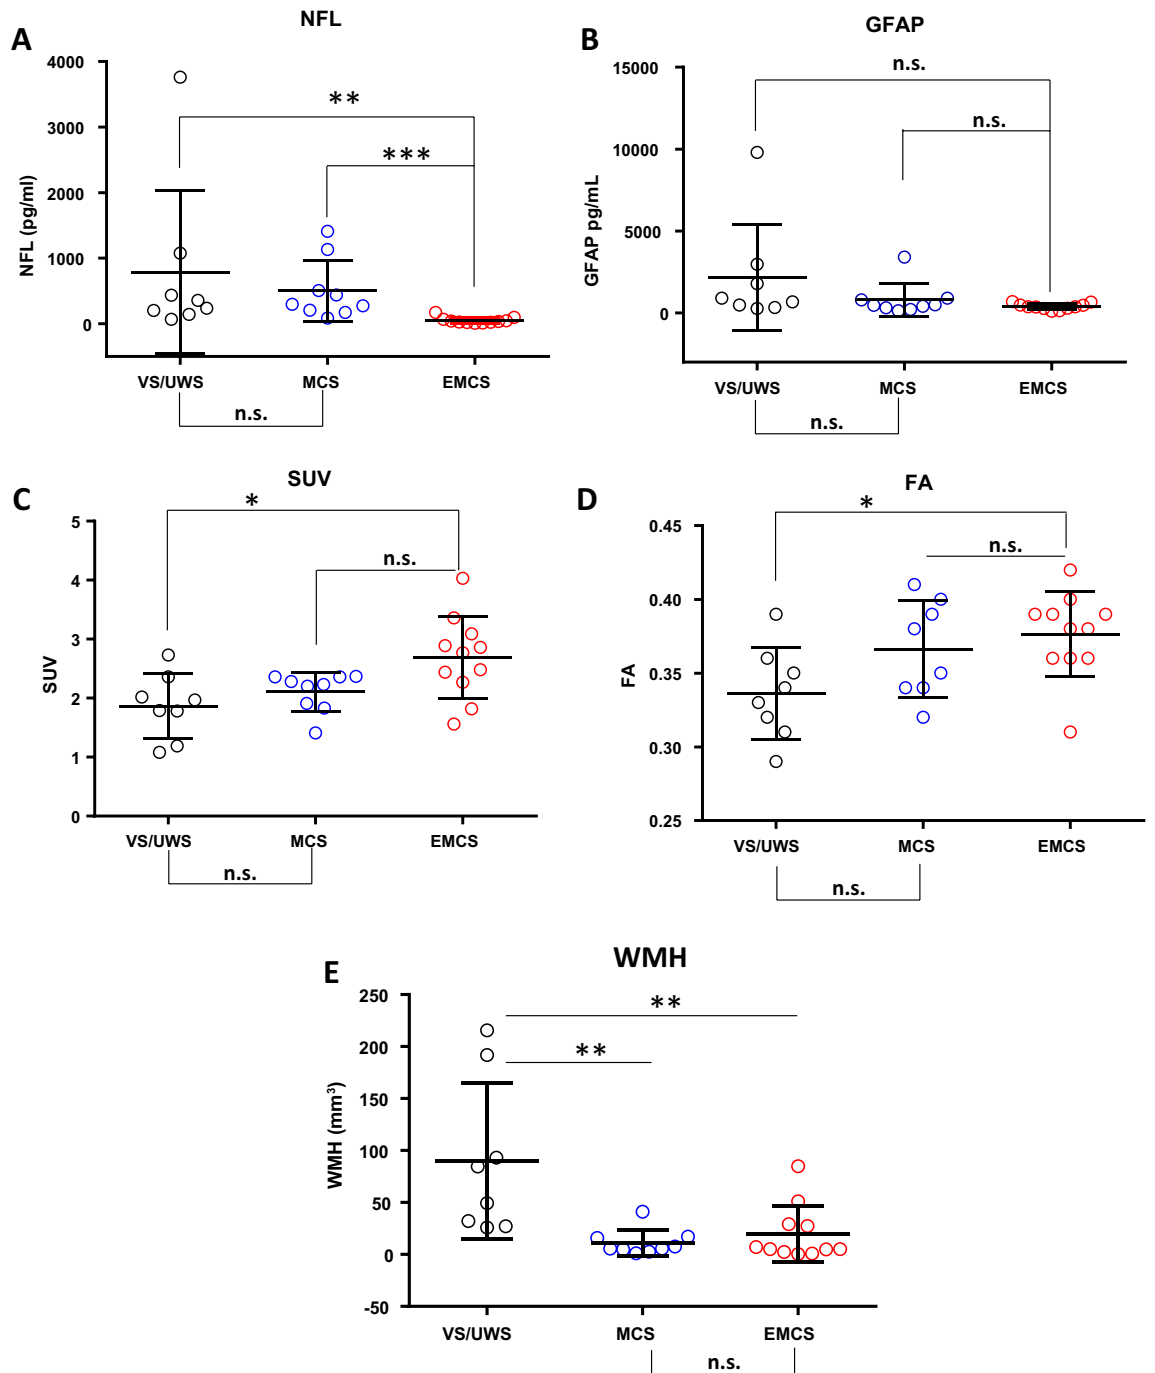 NFL
A
4000
3000
2000
1000
0
NFL (pg/ml)
**
***
VS/UWS MCS EMCS
n.s.
GFAP
B
15000
10000
5000
0
GFAP pg/mL
n.s.
n.s.
VS/UWS MCS EMCS
n.s.
SUV
C
5
4
3
2
1
0
SUV
*
n.s.
VS/UWS MCS EMCS
n.s.
FA
D
0.45
0.40
0.35
0.30
0.25
FA
*
n.s.
VS/UWS MCS EMCS
n.s.
WMH
E
250
200
150
100
50
0
-50
WMH (mm³)
**
**
VS/UWS MCS EMCS
n.s.